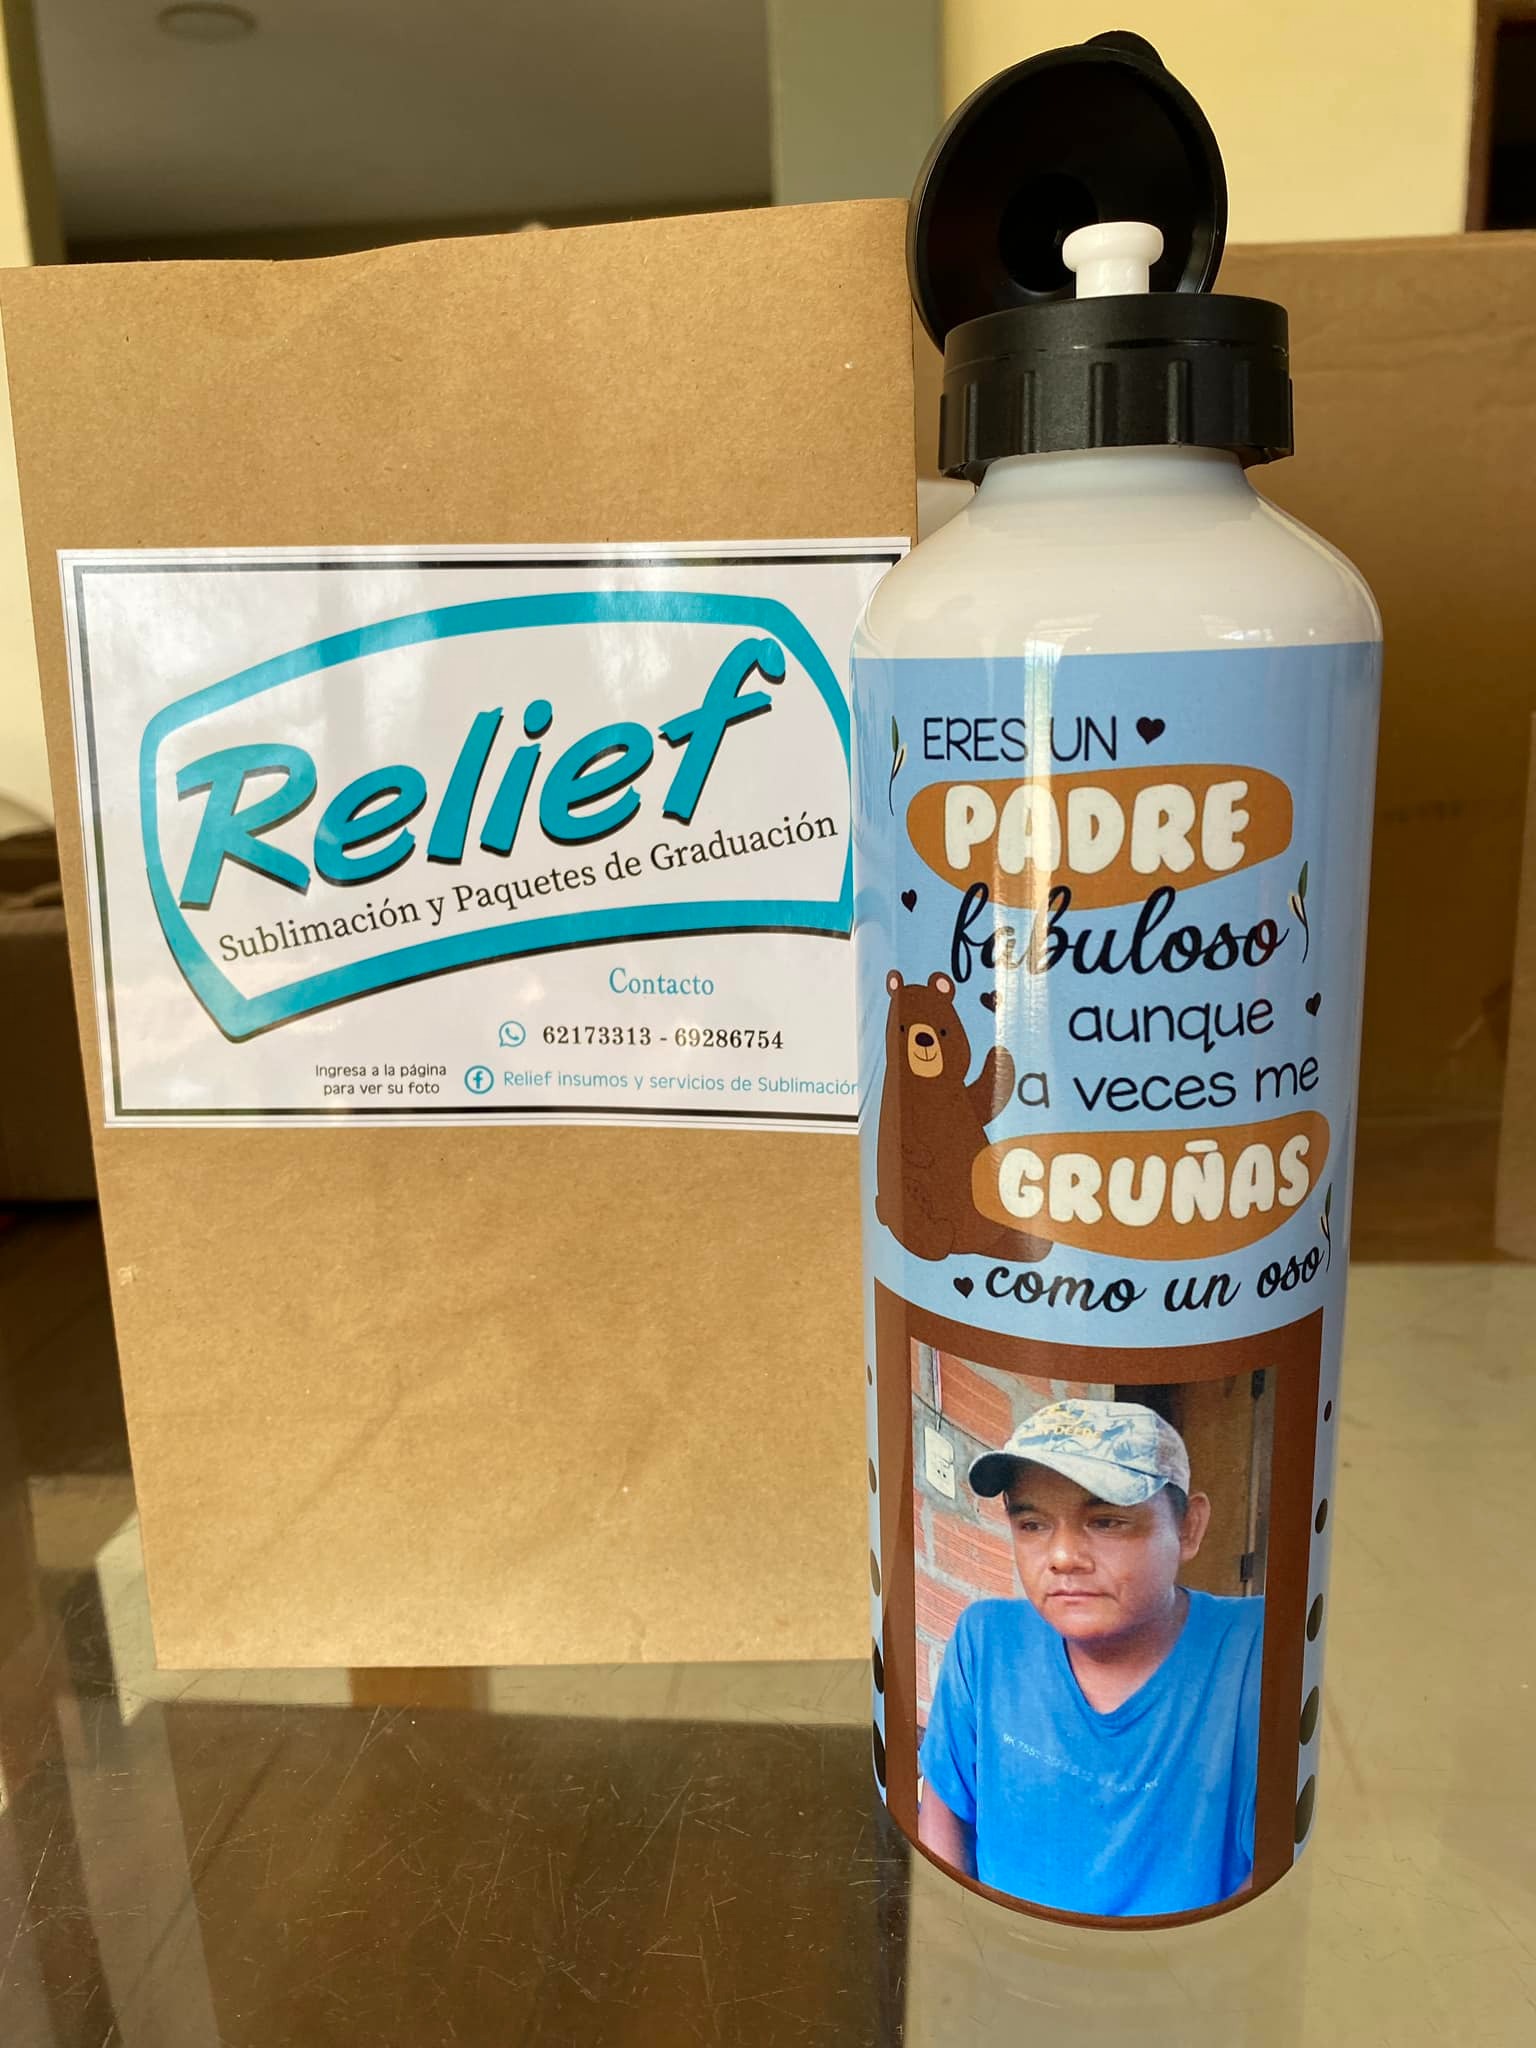 Relief
Sublimación y Paquetes de Graduación
Contacto
62173313 - 69286754
Ingresa a la página
para ver su foto
Relief insumos y servicios de Sublimación
ERES UN
PADRE
fabuloso
aunque
a veces me
GRUÑAS
como un oso